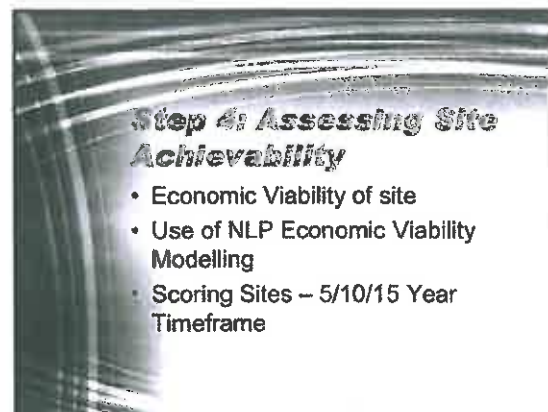 Step 4: Assessing Site
Achievability
• Economic Viability of site
• Use of NLP Economic Viability
Modelling
• Scoring Sites – 5/10/15 Year
Timeframe